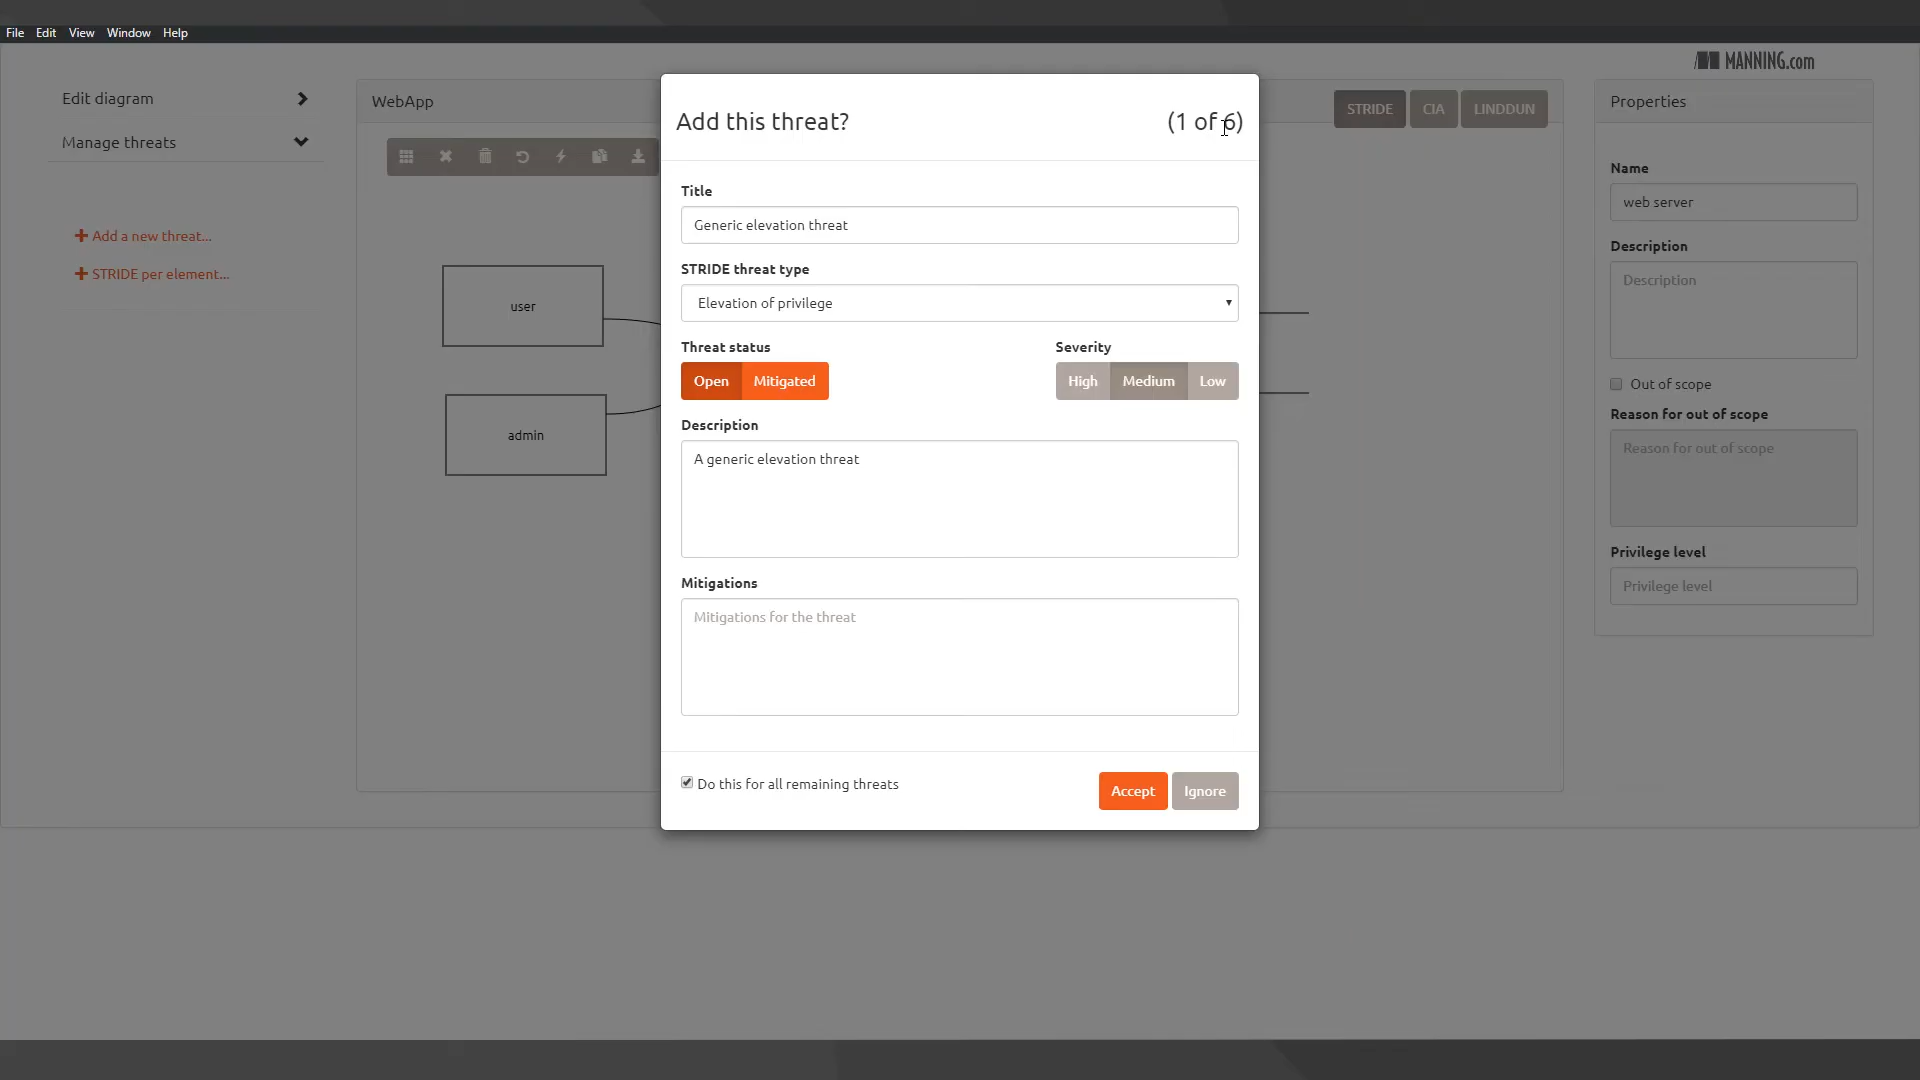 File Edit View Window Help
MANNING.com
Edit diagram
Manage threats
+ Add a new threat...
+ STRIDE per element...
WebApp
user
admin
STRIDE CIA LINDDUN
Add this threat? (1 of 6)
Title
Generic elevation threat
STRIDE threat type
Elevation of privilege
Threat status Severity
Open Mitigated High Medium Low
Description
A generic elevation threat
Mitigations
Mitigations for the threat
Do this for all remaining threats
Accept Ignore
Properties
Name
web server
Description
Description
Out of scope
Reason for out of scope
Reason for out of scope
Privilege level
Privilege level